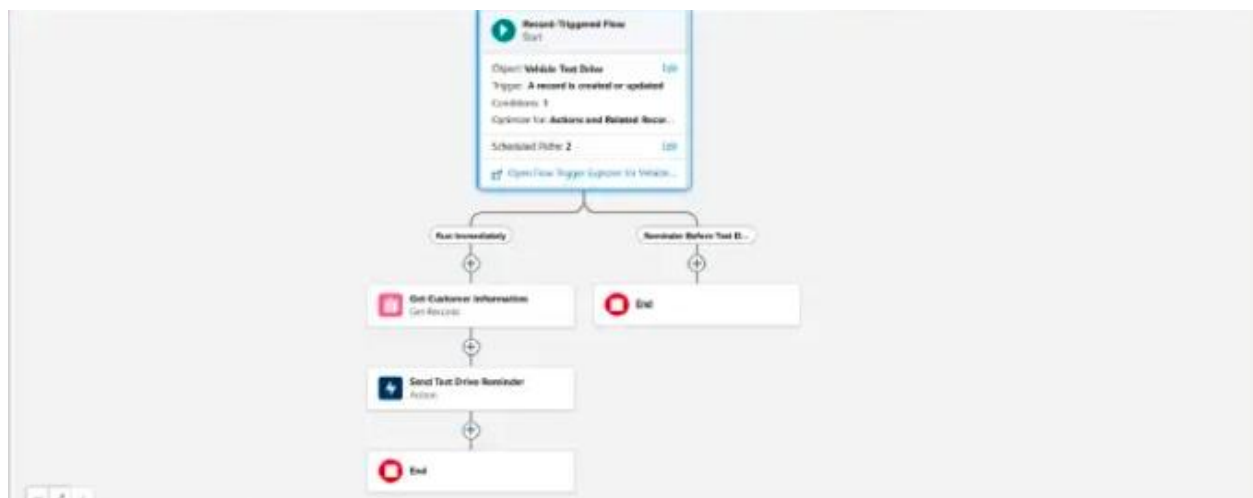 Record-Triggered Flow
Start
Object: Vehicle Test Drive Edit
Trigger: A record is created or updated
Conditions: 1
Optimize for: Actions and Related Recor...
Scheduled Paths: 2 Edit
Open Flow Trigger Explorer for Vehicle...
Run Immediately
Reminder Before Test D...
Get Customer Information
Get Records
End
Send Test Drive Reminder
Action
End